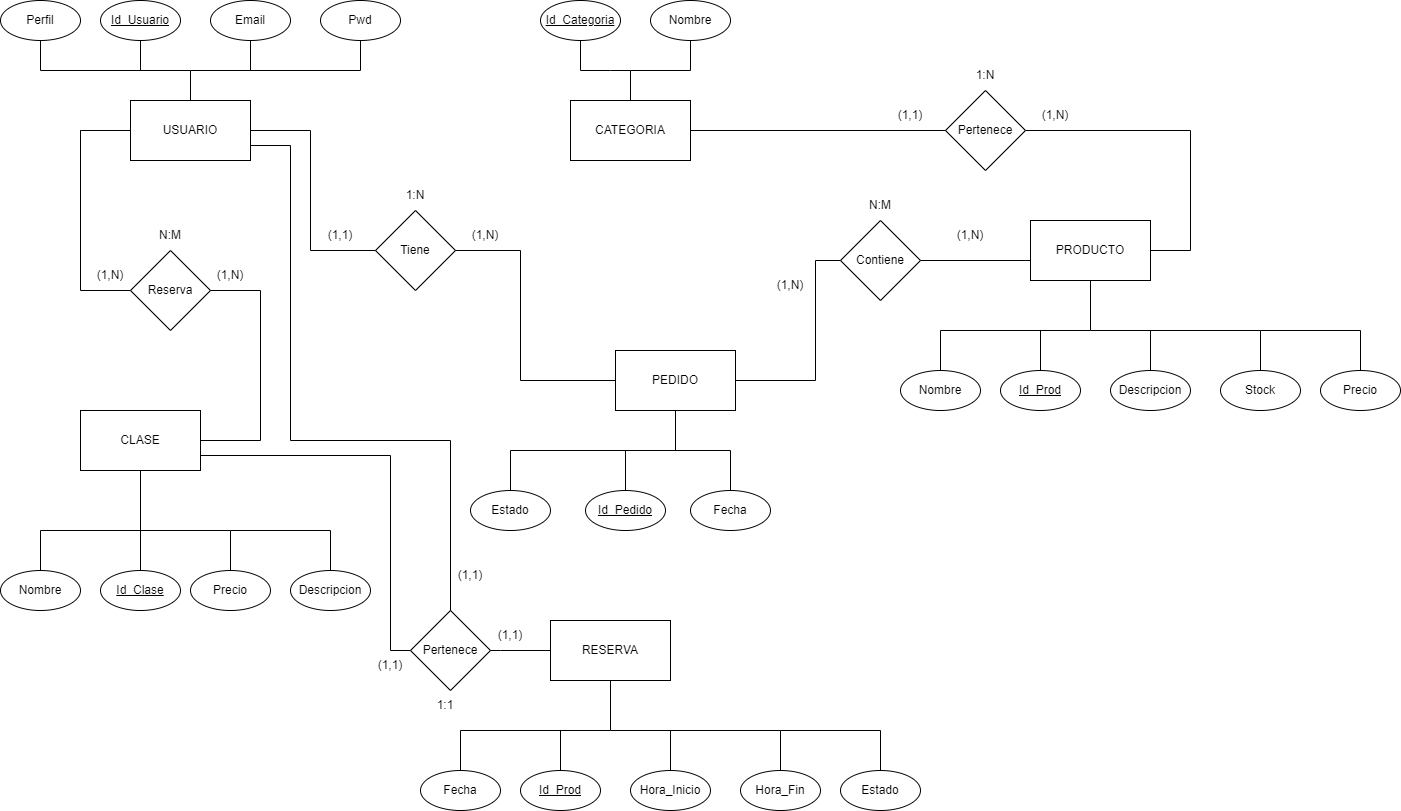 Perfil
Id_Usuario
Email
Pwd
Id_Categoria
Nombre
1:N
USUARIO
CATEGORIA
(1,1)
Pertenece
(1,N)
1:N
N:M
(1,1)
Tiene
(1,N)
N:M
(1,N)
Contiene
(1,N)
PRODUCTO
(1,N)
Reserva
(1,N)
PEDIDO
Nombre
Id_Prod
Descripcion
Stock
Precio
CLASE
Estado
Id_Pedido
Fecha
Nombre
Id_Clase
Precio
Descripcion
(1,1)
(1,1)
Pertenece
(1,1)
RESERVA
1:1
Fecha
Id_Prod
Hora_Inicio
Hora_Fin
Estado